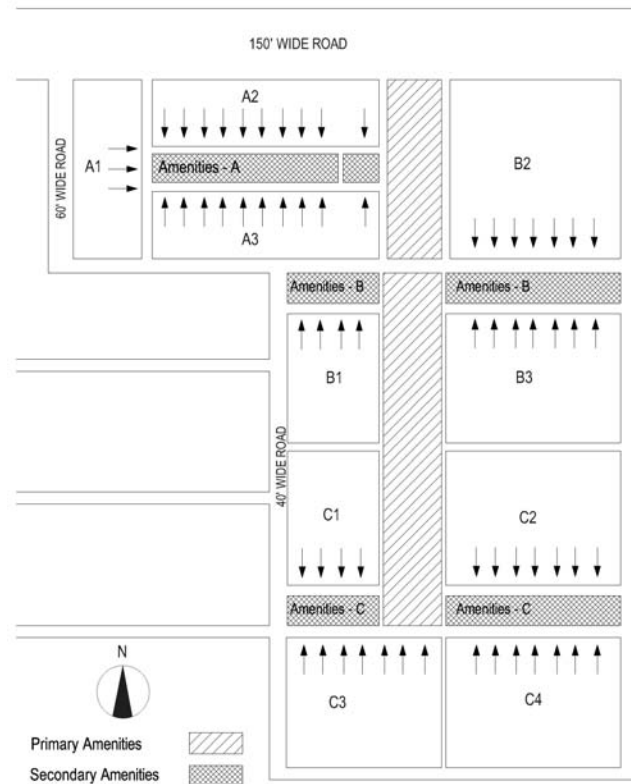 150' WIDE ROAD
60' WIDE ROAD
A1
A2
Amenities - A
A3
B2
Amenities - B
Amenities - B
B1
B3
40' WIDE ROAD
C1
C2
Amenities - C
Amenities - C
N
C3
C4
Primary Amenities
Secondary Amenities